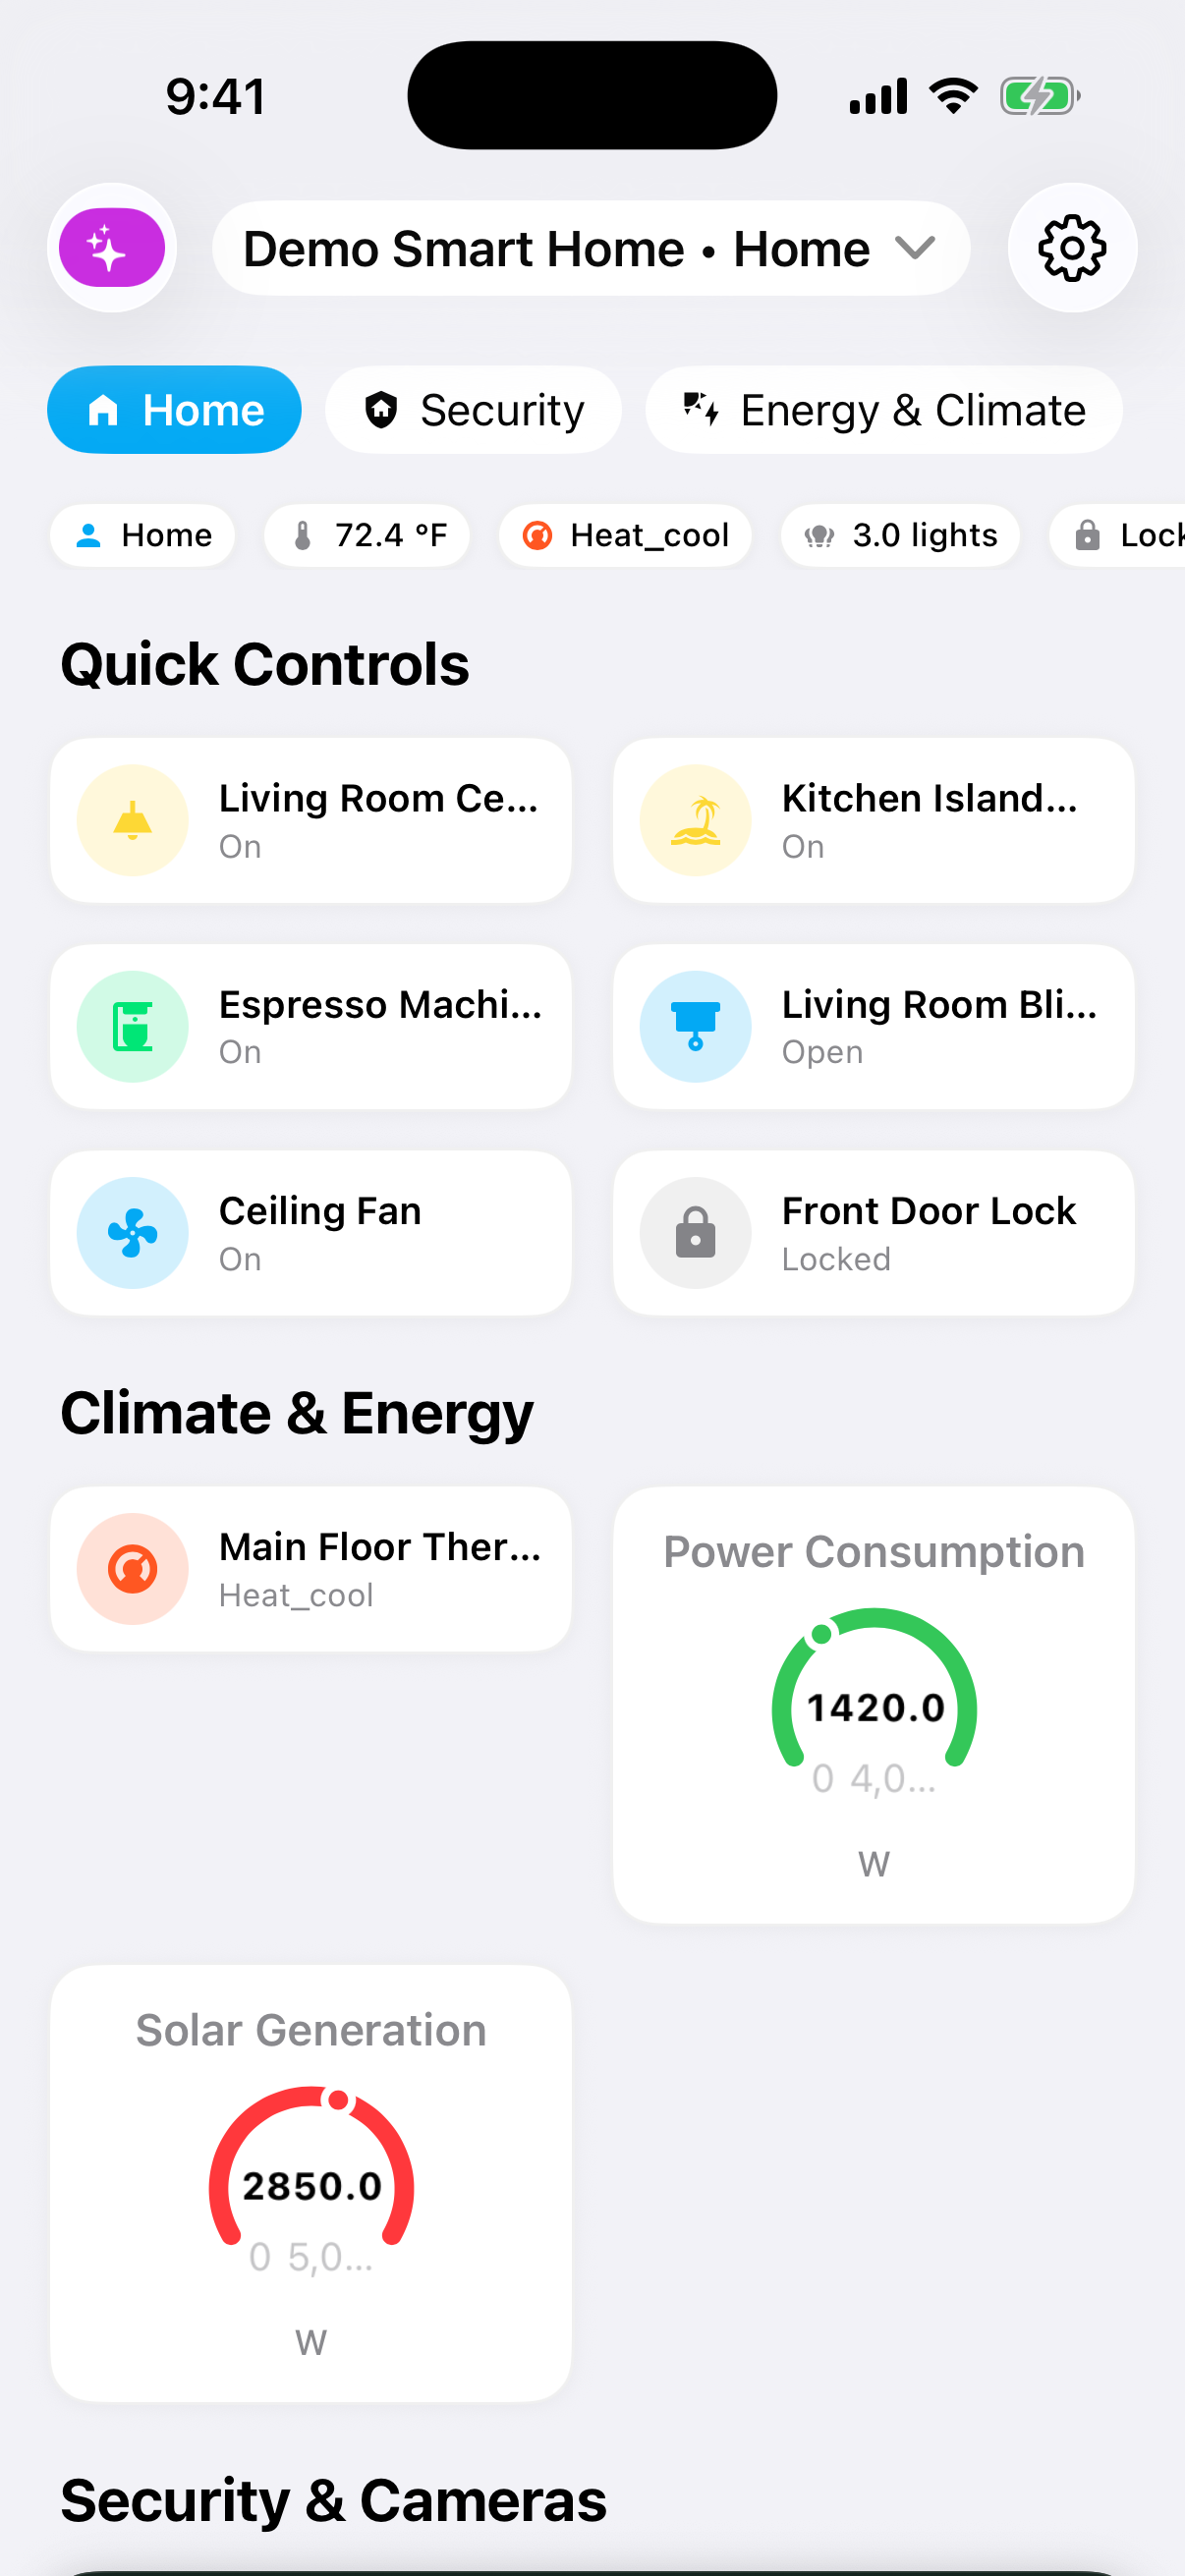 9:41
Demo Smart Home • Home
Home
Security
Energy & Climate
Home
72.4 °F
Heat_cool
3.0 lights
Lock
Quick Controls
Living Room Ce...
On
Kitchen Island...
On
Espresso Machi...
On
Living Room Bli...
Open
Ceiling Fan
On
Front Door Lock
Locked
Climate & Energy
Main Floor Ther...
Heat_cool
Power Consumption
1420.0
0 4,0...
W
Solar Generation
2850.0
0 5,0...
W
Security & Cameras